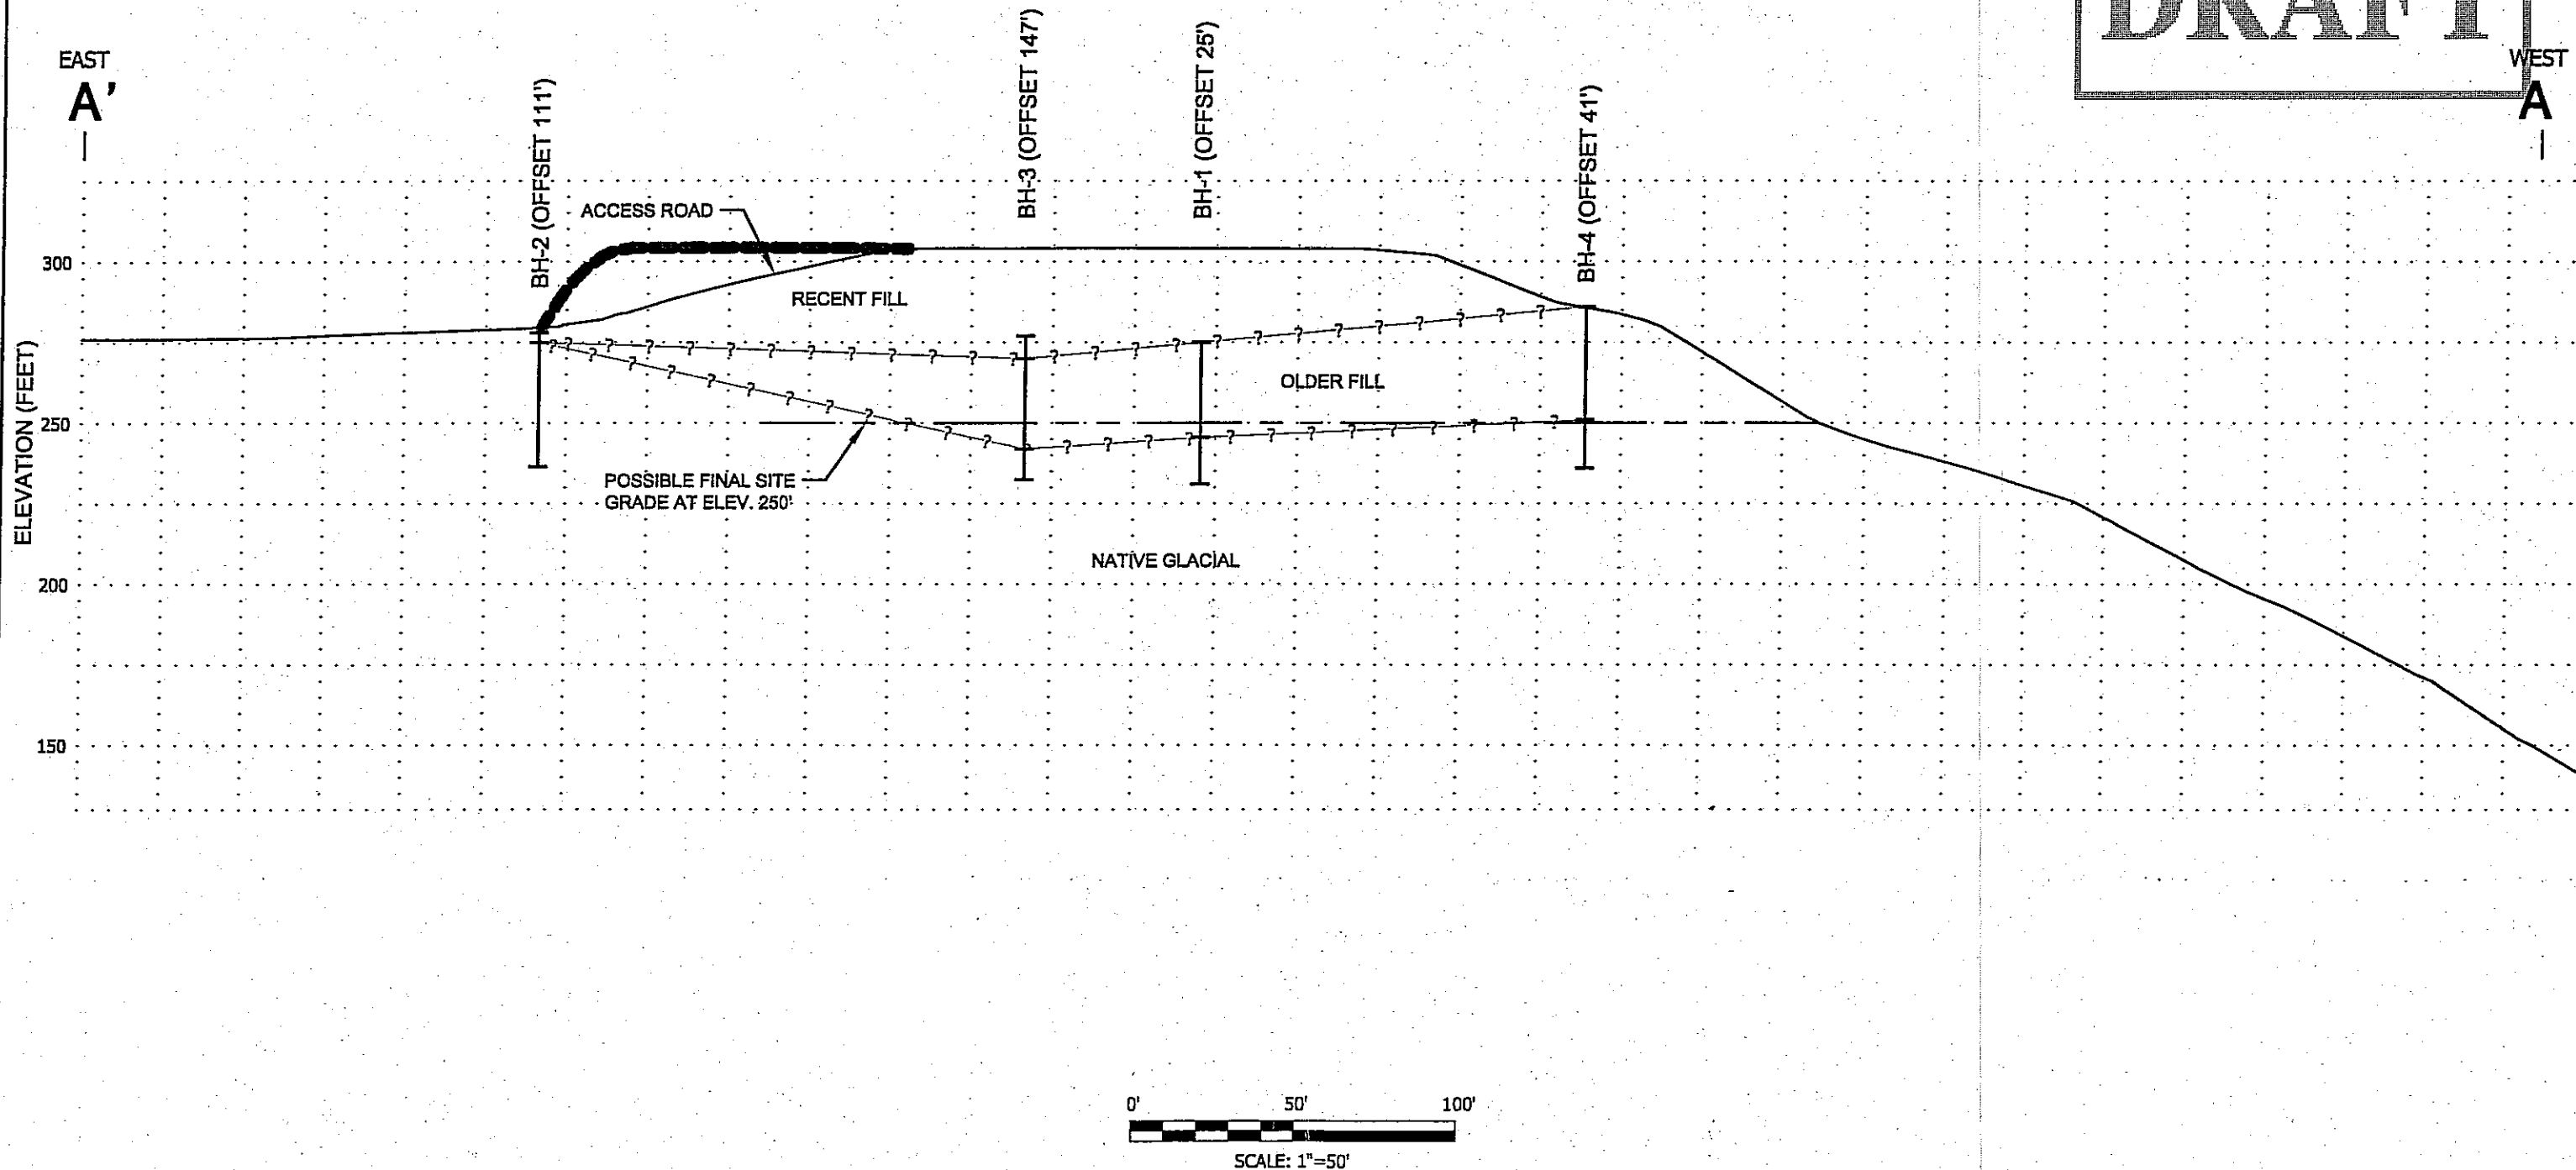 DRAFT
EAST
WEST
A'
A
BH-2 (OFFSET 111')
BH-3 (OFFSET 147')
BH-1 (OFFSET 25')
BH-4 (OFFSET 41')
ACCESS ROAD
300
RECENT FILL
ELEVATION (FEET)
OLDER FILL
250
POSSIBLE FINAL SITE
GRADE AT ELEV. 250'
NATIVE GLACIAL
200
150
0' 50' 100'
SCALE: 1"=50'